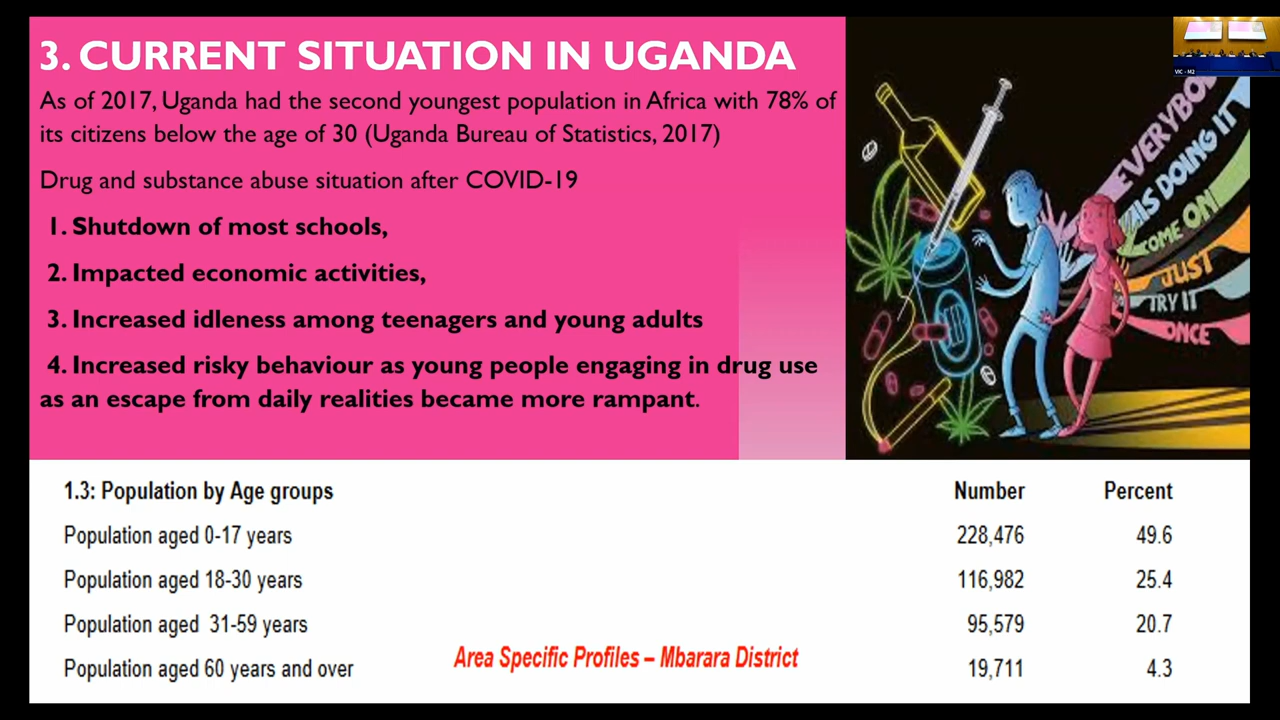 3. CURRENT SITUATION IN UGANDA
As of 2017, Uganda had the second youngest population in Africa with 78% of
its citizens below the age of 30 (Uganda Bureau of Statistics, 2017)
Drug and substance abuse situation after COVID-19
1. Shutdown of most schools,
2. Impacted economic activities,
3. Increased idleness among teenagers and young adults
4. Increased risky behaviour as young people engaging in drug use
as an escape from daily realities became more rampant.
VIC - M2
EVERYBO
IS DOING IT
COME ON
JUST
TRY IT
ONCE
1.3: Population by Age groups Number Percent
Population aged 0-17 years 228,476 49.6
Population aged 18-30 years 116,982 25.4
Population aged 31-59 years 95,579 20.7
Population aged 60 years and over 19,711 4.3
Area Specific Profiles – Mbarara District